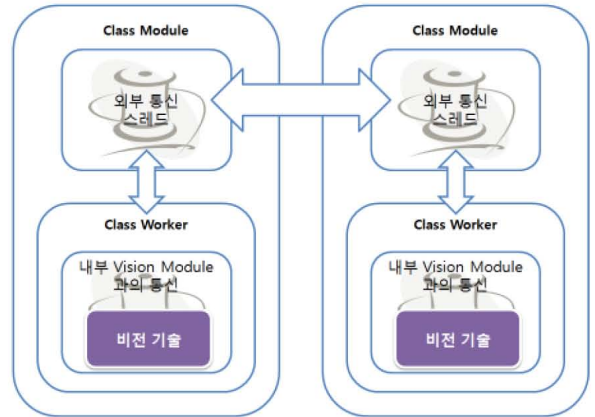 Class Module
외부 통신
스레드
Class Worker
내부 Vision Module
과의 통신
비전 기술
Class Module
외부 통신
스레드
Class Worker
내부 Vision Module
과의 통신
비전 기술